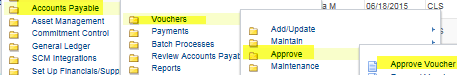 Accounts Payable
Asset Management
Commitment Control
General Ledger
SCM Integrations
Set Up Financials/Suppl
Vouchers
Payments
Batch Processes
Review Accounts Payab
Reports
a M 06/18/2015 CLS
Add/Update
Maintain
Approve
Maintenance
Approve Voucher